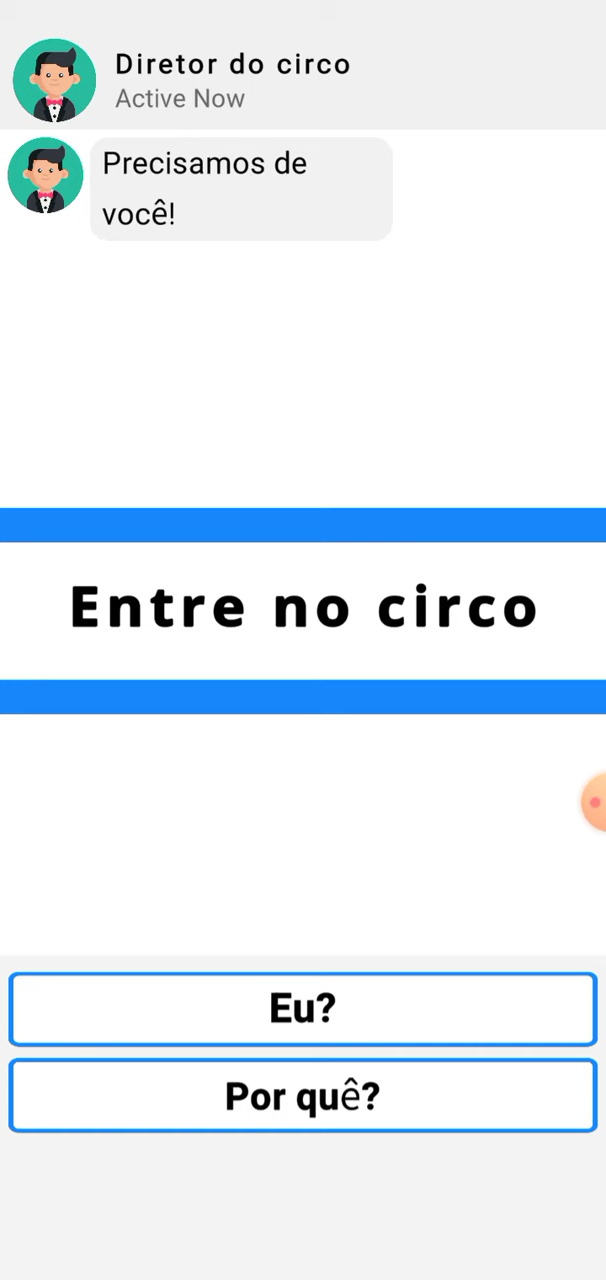 Diretor do circo
Active Now
Precisamos de
você!
Entre no circo
Eu?
Por quê?